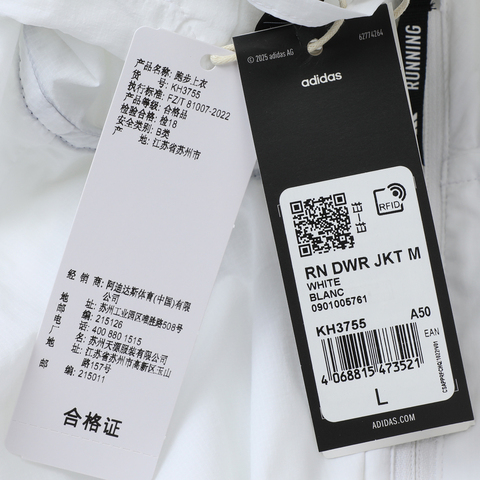 产品名称: 跑步上衣
货 号: KH3755
执行标准: FZ/T 81007-2022
产品等级: 合格品
检验合格: 检18
安全类别: B类
产 地: 江苏省苏州市
经 销 商: 阿迪达斯体育(中国)有限
公司
地 址: 苏州工业园区唯胜路508号
邮 编: 215126
电 话: 400 880 1515
厂 名: 苏州天源服装有限公司
地 址: 江苏省苏州市高新区玉山
路157号
邮 编: 215011
合格证
© 2025 adidas AG
62774264
adidas
RUNNING
RFID
RN DWR JKT M
WHITE
BLANC
0901005761
KH3755
A50
EAN
4 068815 473521
L
ADIDAS.COM